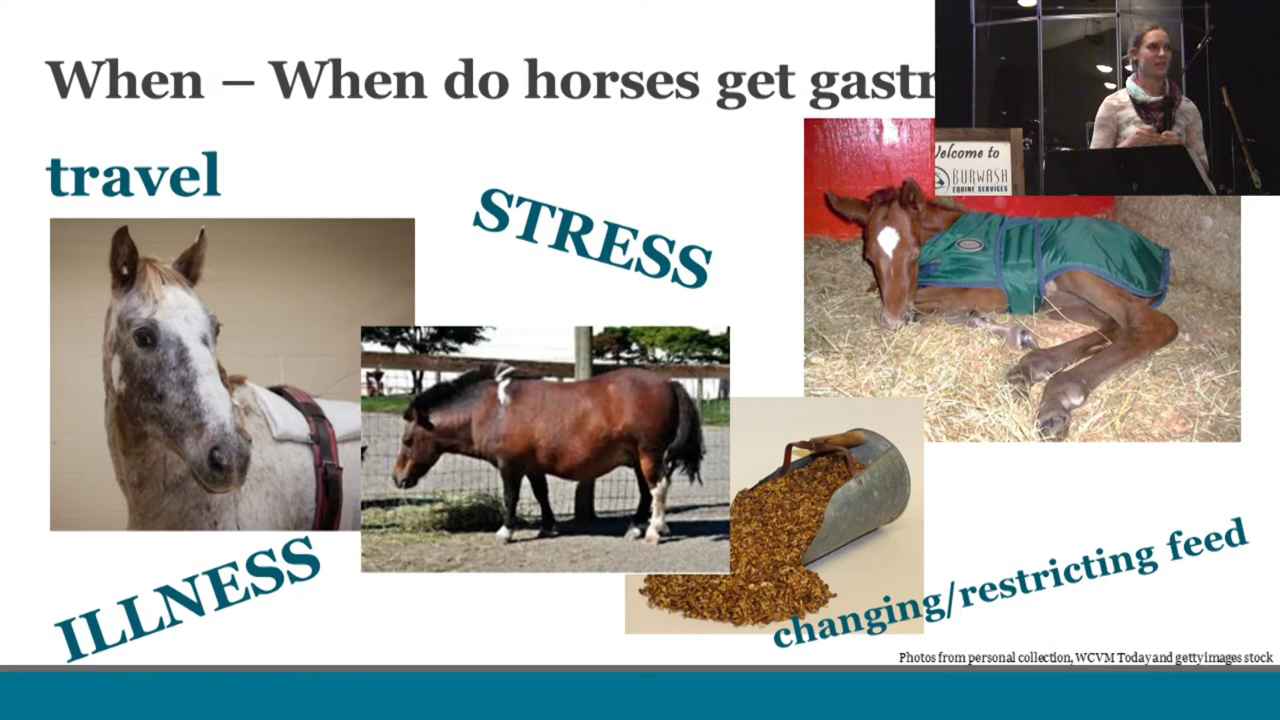 When – When do horses get gastr
travel
STRESS
Welcome to
BURWASH
EQUINE SERVICES
ILLNESS
changing/restricting feed
Photos from personal collection, WCVM Today and gettyimages stock